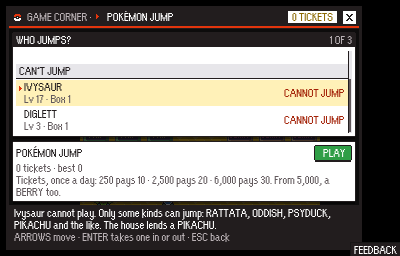 GAME CORNER · ▸ POKÉMON JUMP 0 TICKETS X
WHO JUMPS? 1 OF 3
CAN'T JUMP
▸IVYSAUR
Lv 17 · Box 1 CANNOT JUMP
DIGLETT
Lv 3 · Box 1 CANNOT JUMP
POKÉMON JUMP PLAY
0 tickets · best 0
Tickets, once a day: 250 pays 10 · 2,500 pays 20 · 6,000 pays 30. From 5,000, a
BERRY too.
Ivysaur cannot play. Only some kinds can jump: RATTATA, ODDISH, PSYDUCK,
PIKACHU and the like. The house lends a PIKACHU.
ARROWS move · ENTER takes one in or out · ESC back
FEEDBACK